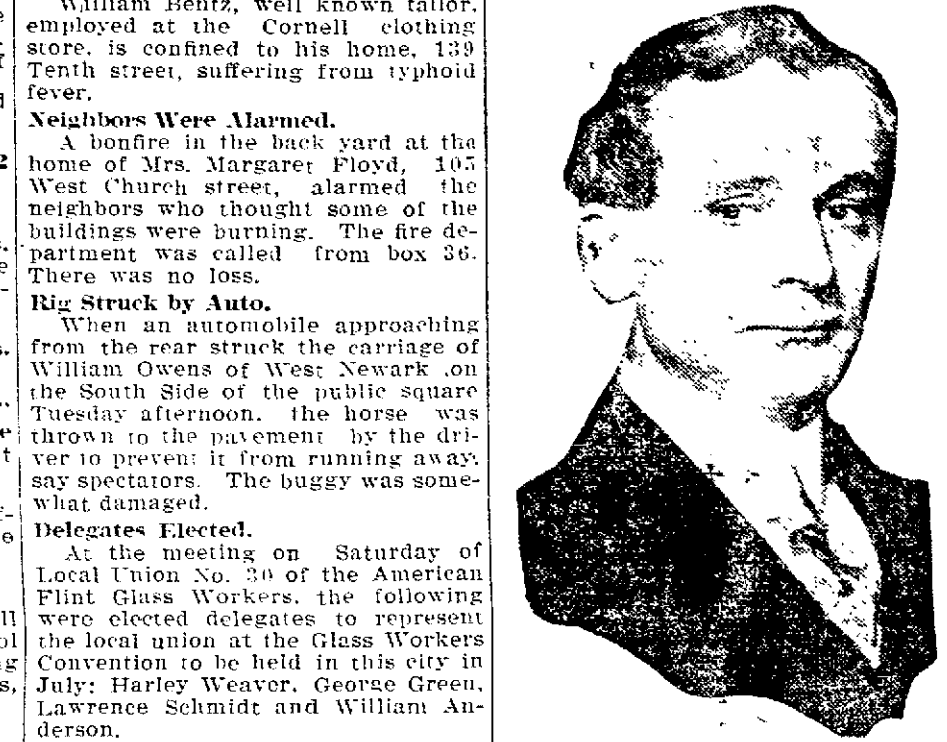 William Bentz, well known tailor,
employed at the Cornell clothing
store, is confined to his home, 139
Tenth street, suffering from typhoid
fever.
Neighbors Were Alarmed.
A bonfire in the back yard at the
home of Mrs. Margaret Floyd, 105
West Church street, alarmed the
neighbors who thought some of the
buildings were burning. The fire de-
partment was called from box 36.
There was no loss.
Rig Struck by Auto.
When an automobile approaching
from the rear struck the carriage of
William Owens of West Newark on
the South Side of the public square
Tuesday afternoon, the horse was
thrown to the pavement by the dri-
ver to prevent it from running away,
say spectators. The buggy was some-
what damaged.
Delegates Elected.
At the meeting on Saturday of
Local Union No. 30 of the American
Flint Glass Workers, the following
were elected delegates to represent
the local union at the Glass Workers
Convention to be held in this city in
July: Harley Weaver, George Green,
Lawrence Schmidt and William An-
derson.